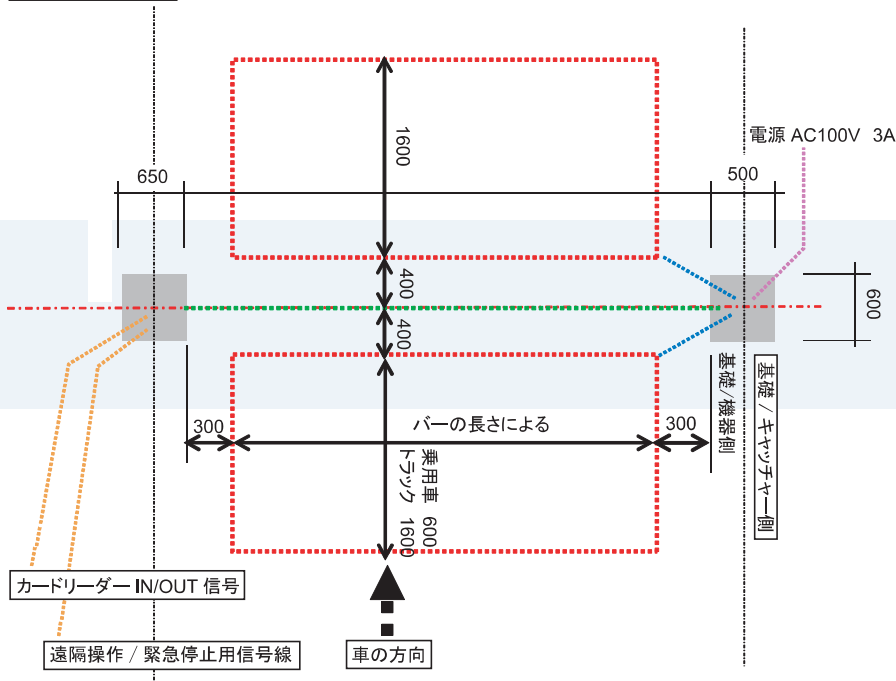 1600
電源 AC100V 3A
650
500
400
400
600
300
バーの長さによる
300
基礎/機器側
基礎 / キャッチャー側
乗用車 600
トラック 1600
カードリーダー IN/OUT 信号
遠隔操作 / 緊急停止用信号線
車の方向